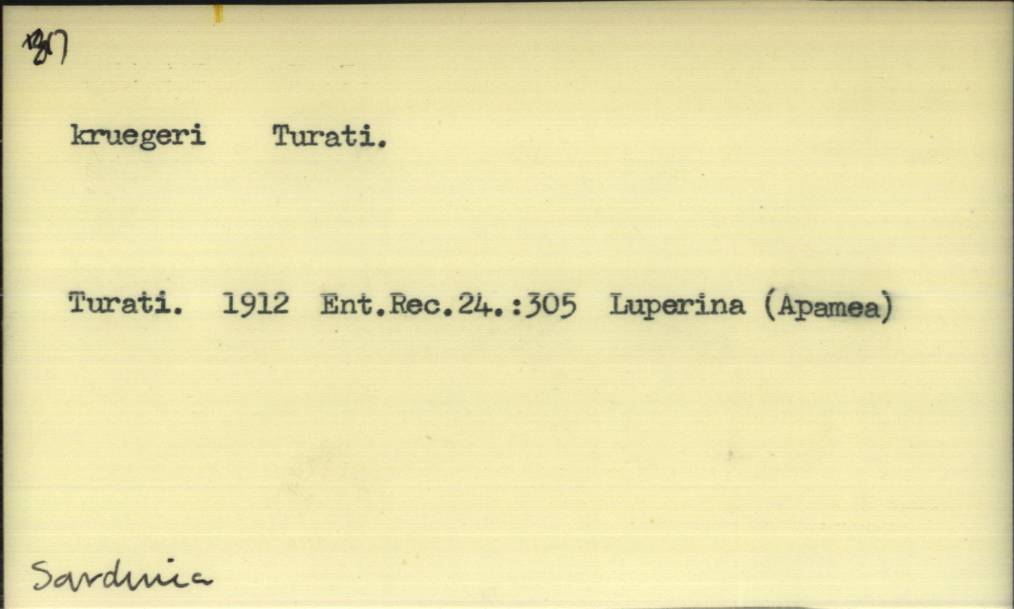 kruegeri Turati.
Turati. 1912 Ent.Rec.24.:305 Luperina (Apamea)
Sardinia